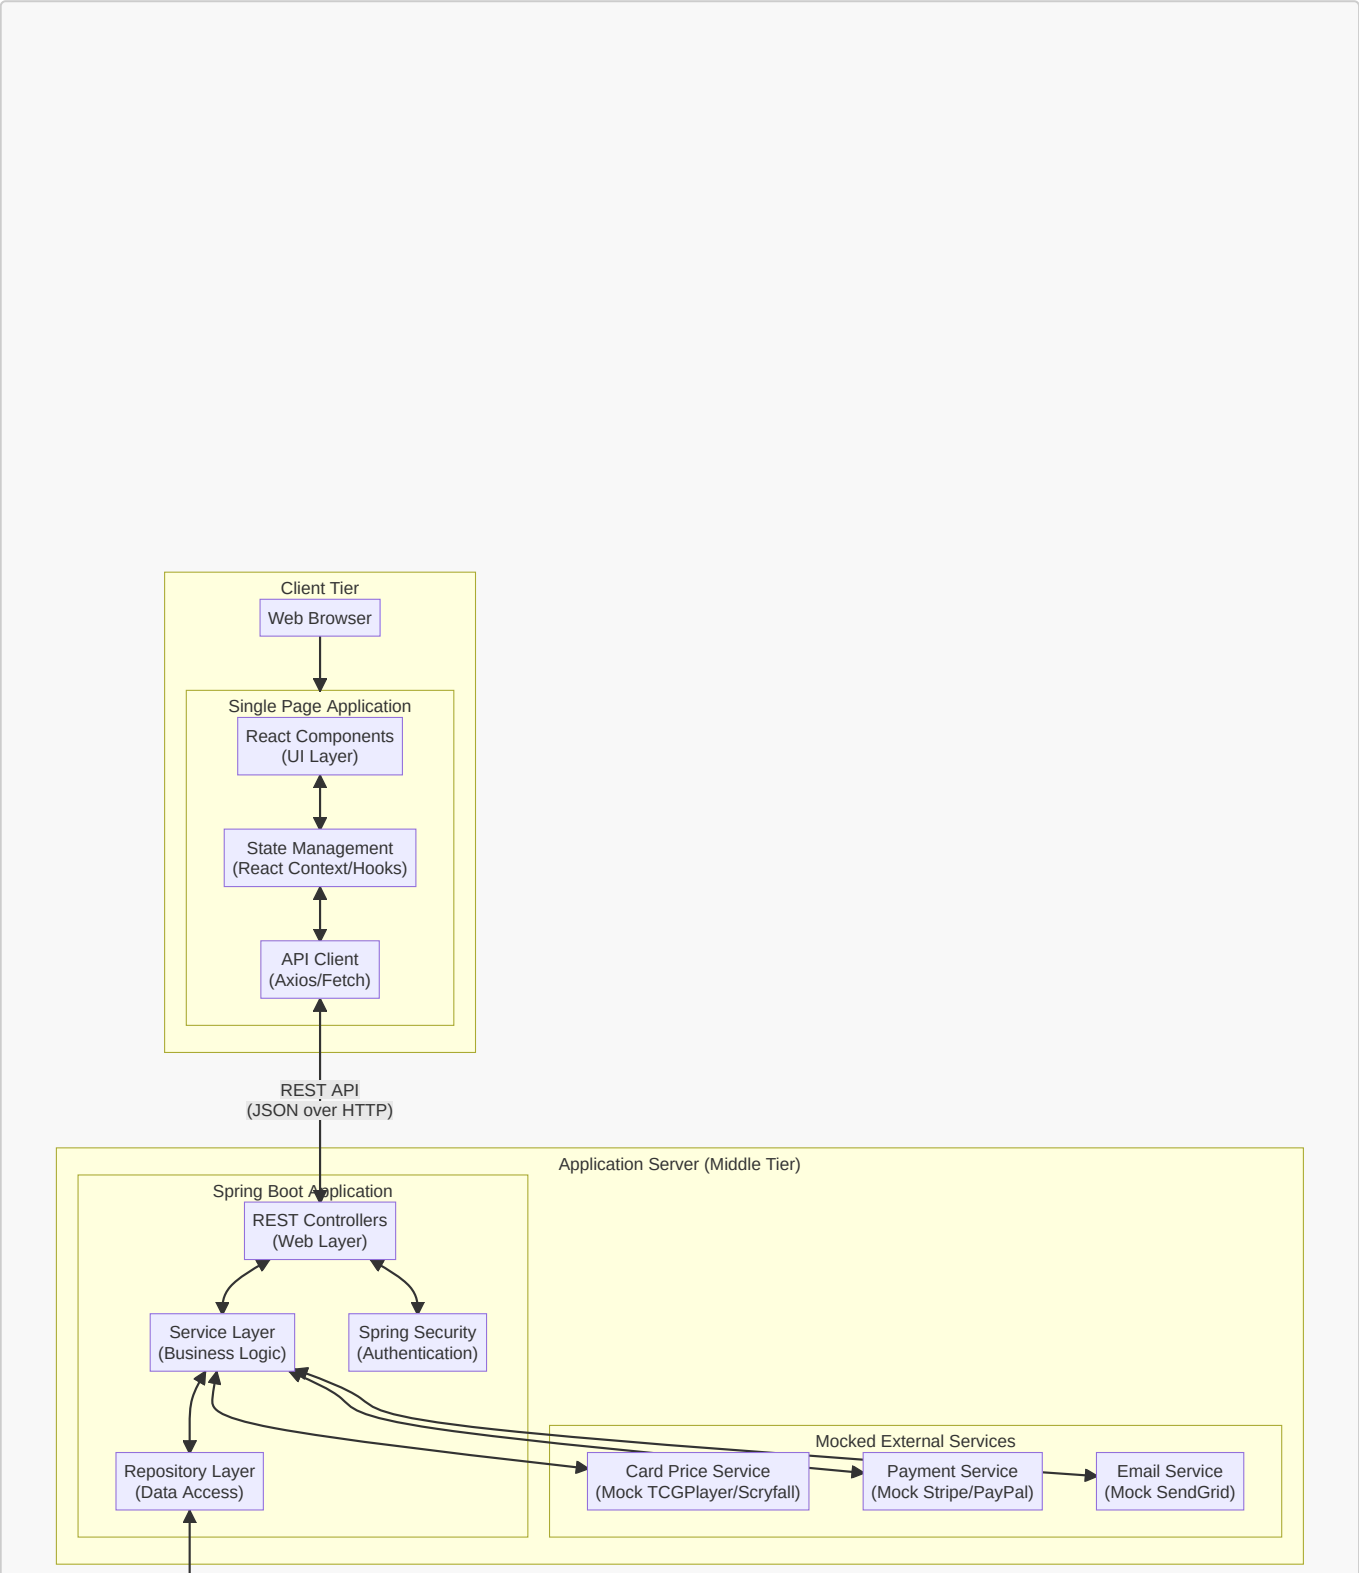 Client Tier
Web Browser
Single Page Application
React Components
(UI Layer)
State Management
(React Context/Hooks)
API Client
(Axios/Fetch)
REST API
(JSON over HTTP)
Application Server (Middle Tier)
Spring Boot Application
REST Controllers
(Web Layer)
Service Layer
(Business Logic)
Spring Security
(Authentication)
Mocked External Services
Repository Layer
(Data Access)
Card Price Service
(Mock TCGPlayer/Scryfall)
Payment Service
(Mock Stripe/PayPal)
Email Service
(Mock SendGrid)